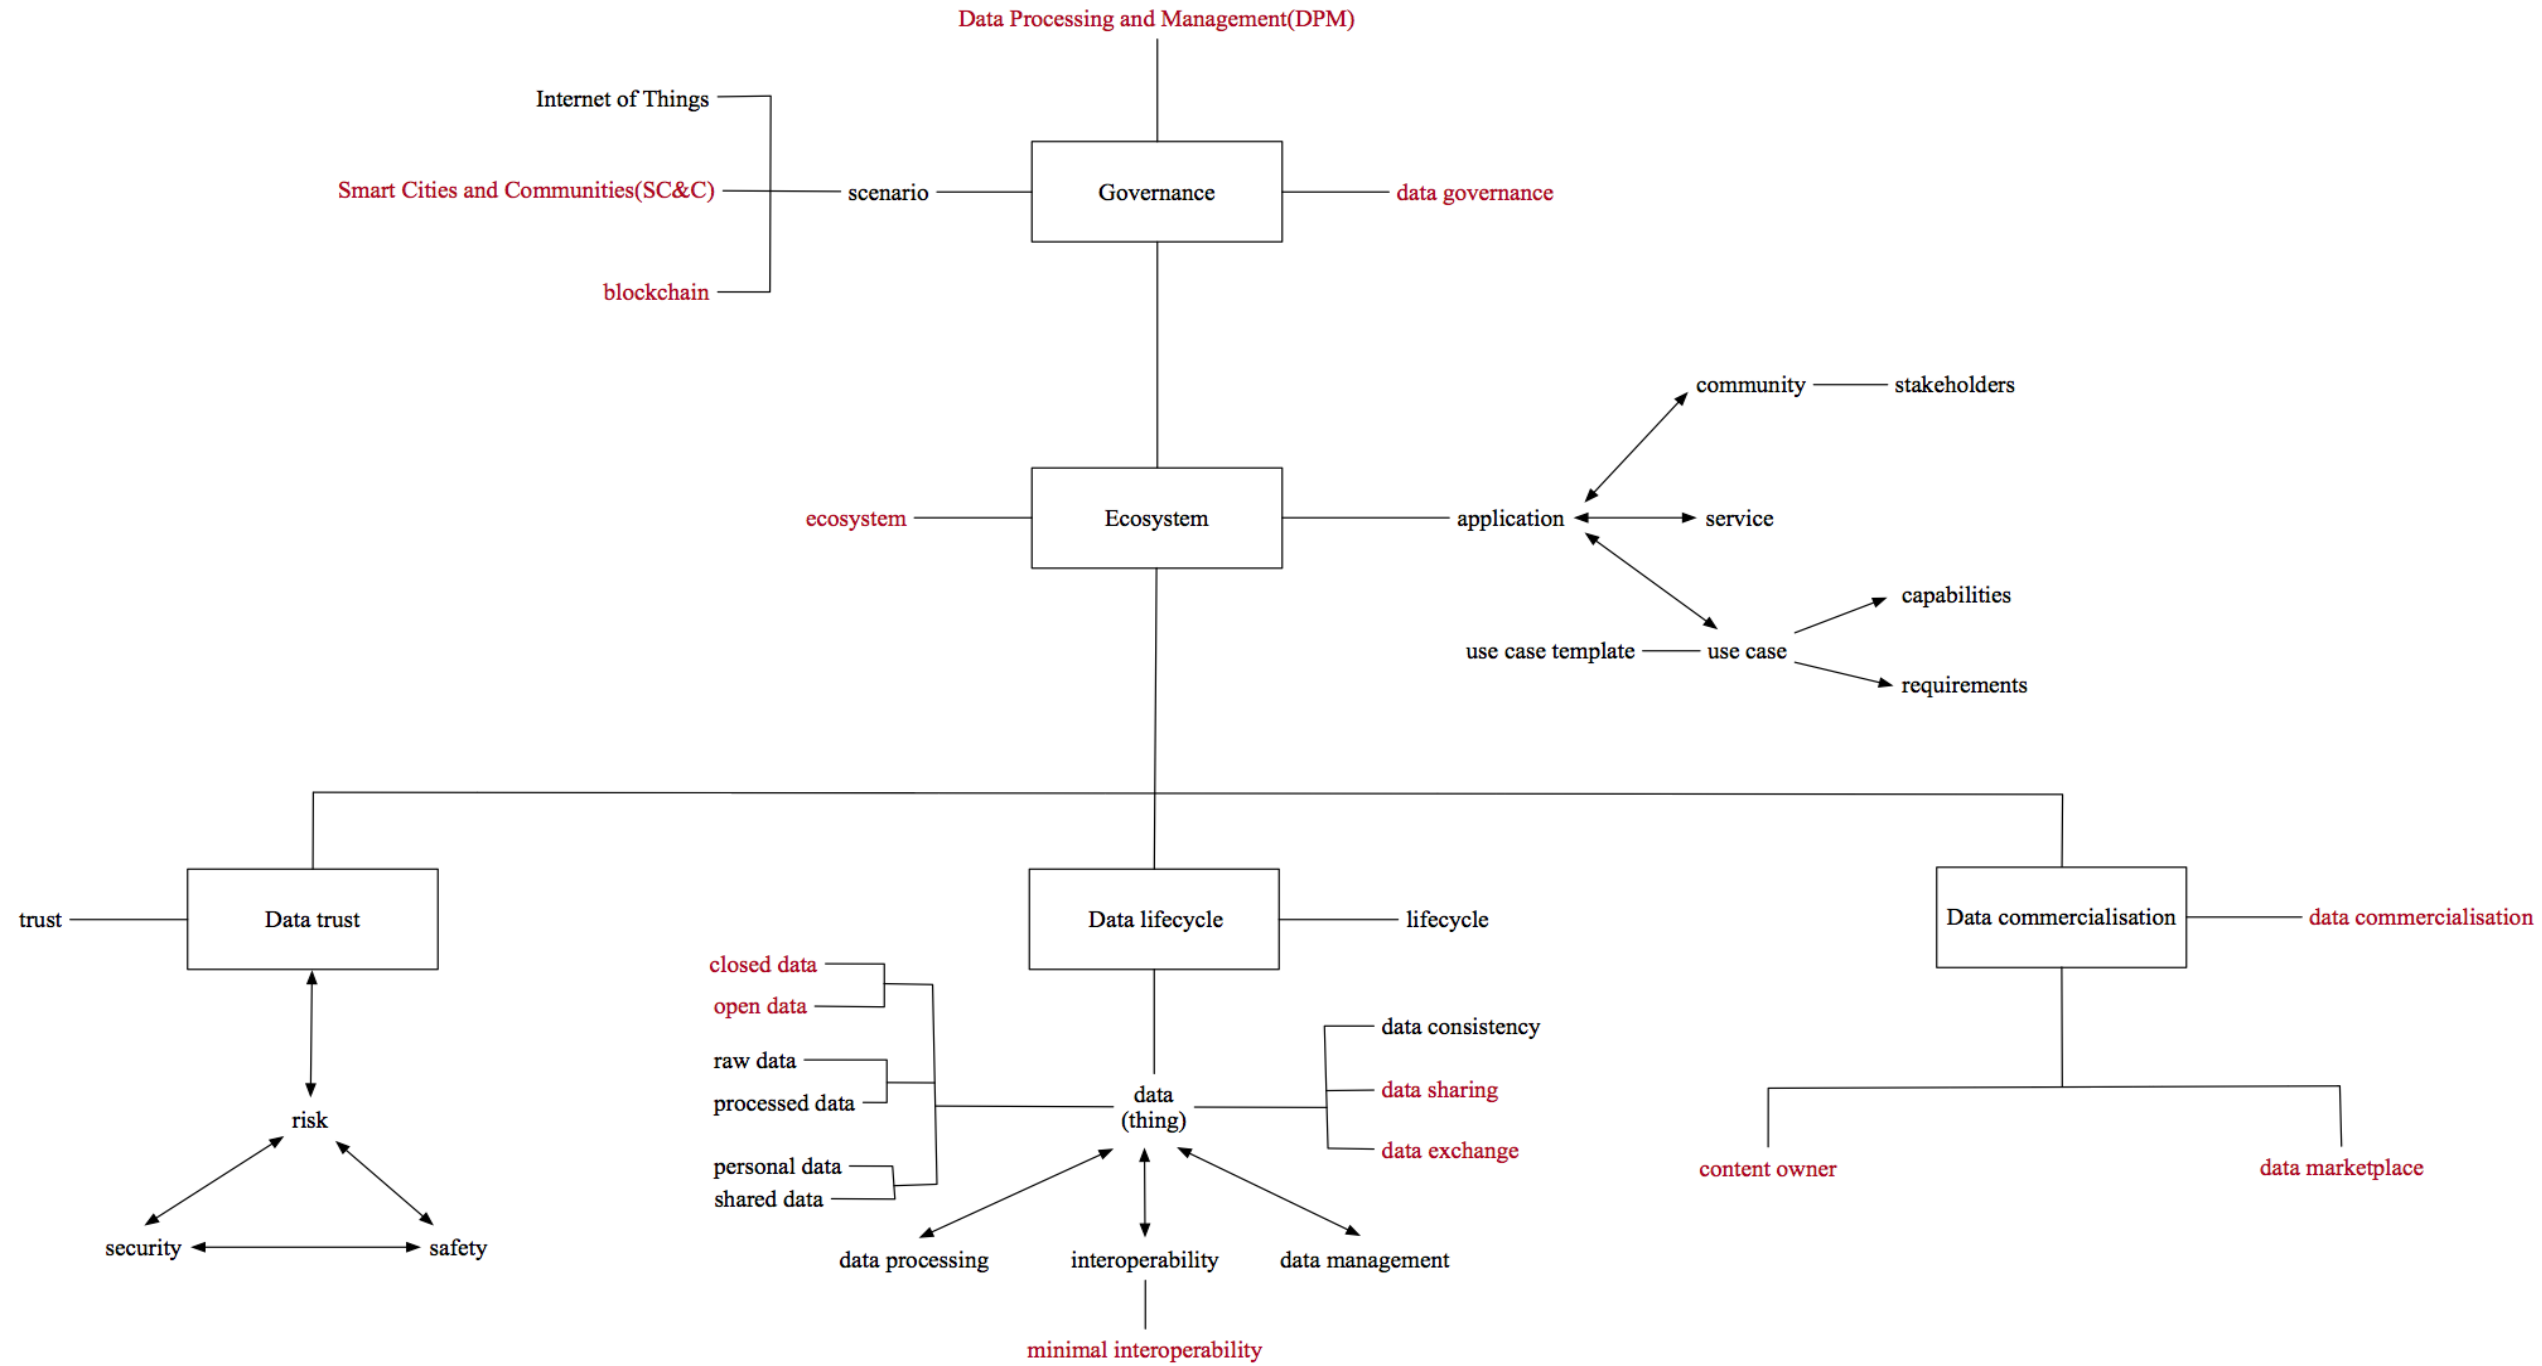 Data Processing and Management(DPM)
Internet of Things
Smart Cities and Communities(SC&C)
scenario
Governance
data governance
blockchain
community
stakeholders
ecosystem
Ecosystem
application
service
capabilities
use case template
use case
requirements
trust
Data trust
Data lifecycle
lifecycle
Data commercialisation
data commercialisation
closed data
open data
raw data
processed data
personal data
shared data
data
(thing)
data consistency
data sharing
data exchange
risk
security
safety
data processing
interoperability
data management
minimal interoperability
content owner
data marketplace